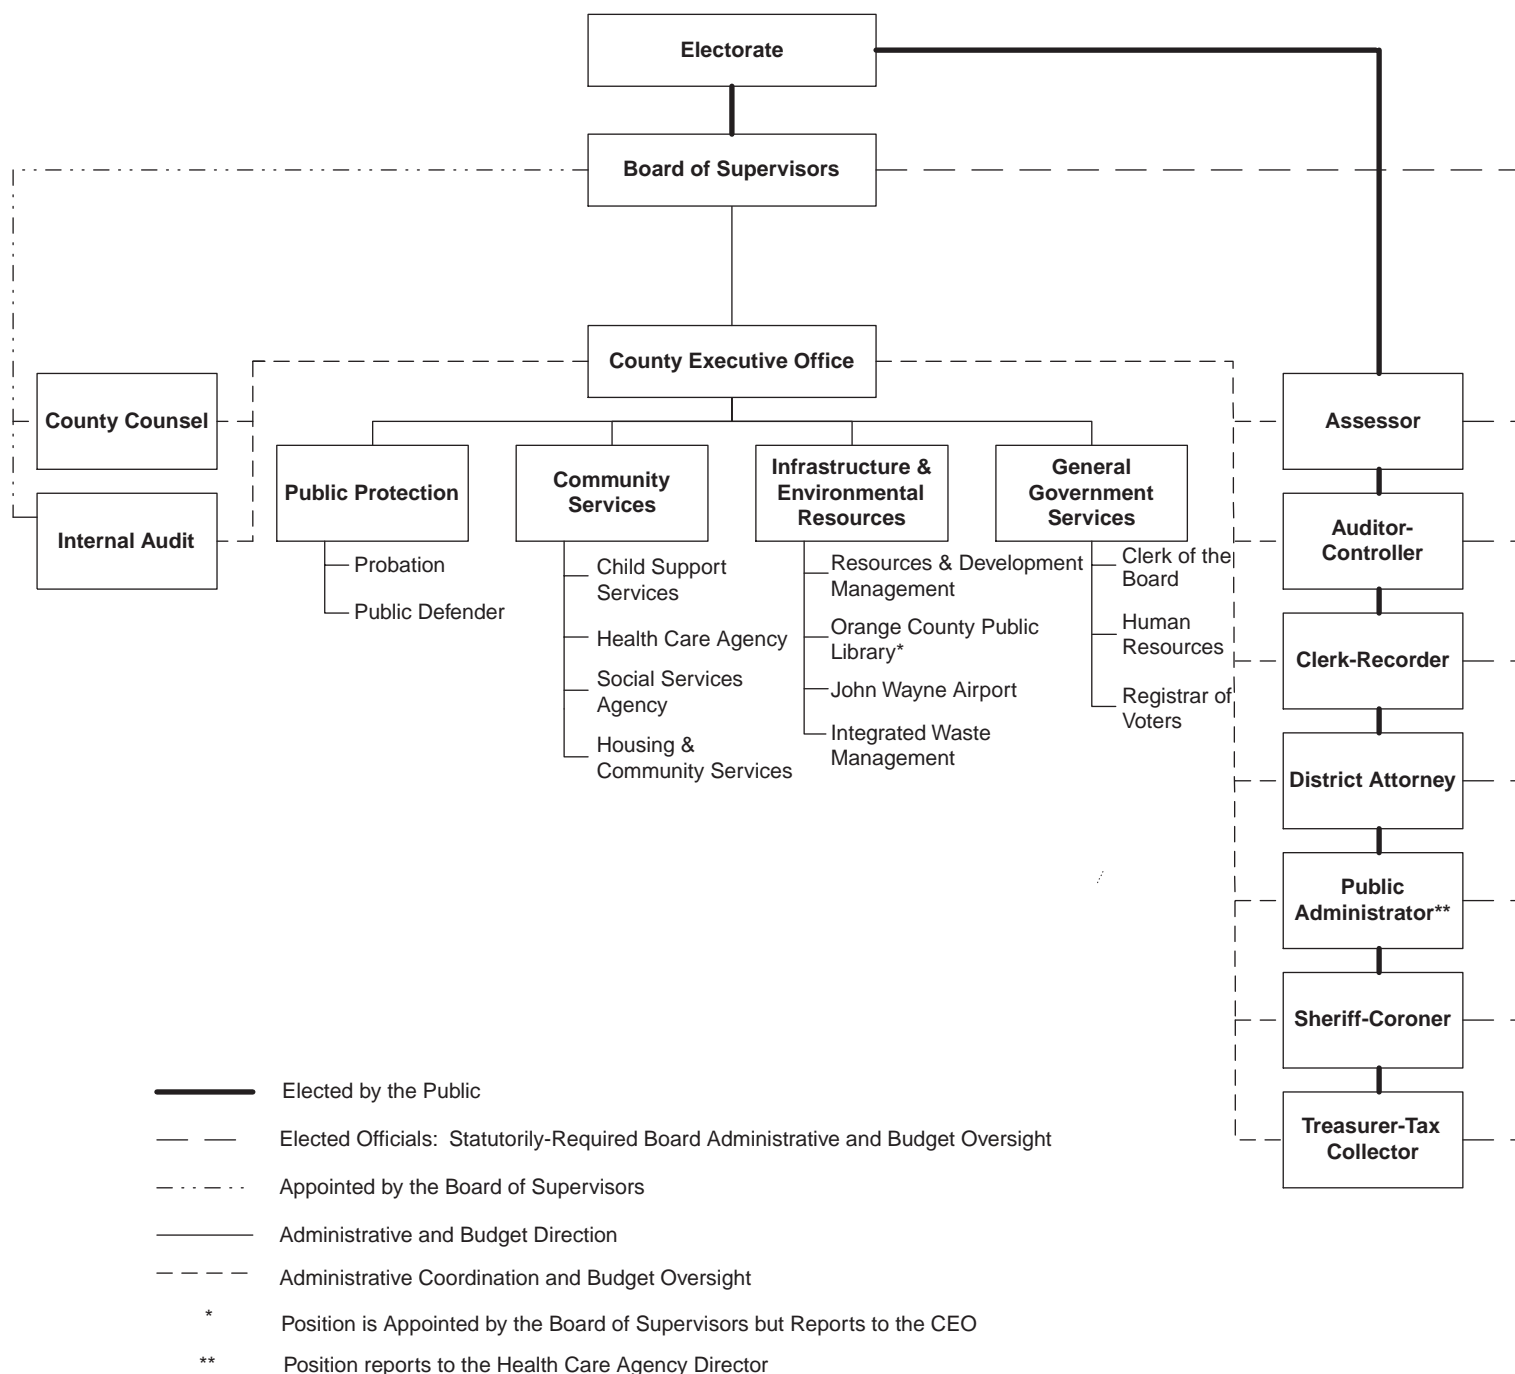 Electorate
Board of Supervisors
County Executive Office
County Counsel
Internal Audit
Public Protection
Probation
Public Defender
Community
Services
Child Support
Services
Health Care Agency
Social Services
Agency
Housing &
Community Services
Infrastructure &
Environmental
Resources
Resources & Development
Management
Orange County Public
Library*
John Wayne Airport
Integrated Waste
Management
General
Government
Services
Clerk of the
Board
Human
Resources
Registrar of
Voters
Assessor
Auditor-
Controller
Clerk-Recorder
District Attorney
Public
Administrator**
Sheriff-Coroner
Treasurer-Tax
Collector
Elected by the Public
Elected Officials: Statutorily-Required Board Administrative and Budget Oversight
Appointed by the Board of Supervisors
Administrative and Budget Direction
Administrative Coordination and Budget Oversight
* Position is Appointed by the Board of Supervisors but Reports to the CEO
** Position reports to the Health Care Agency Director